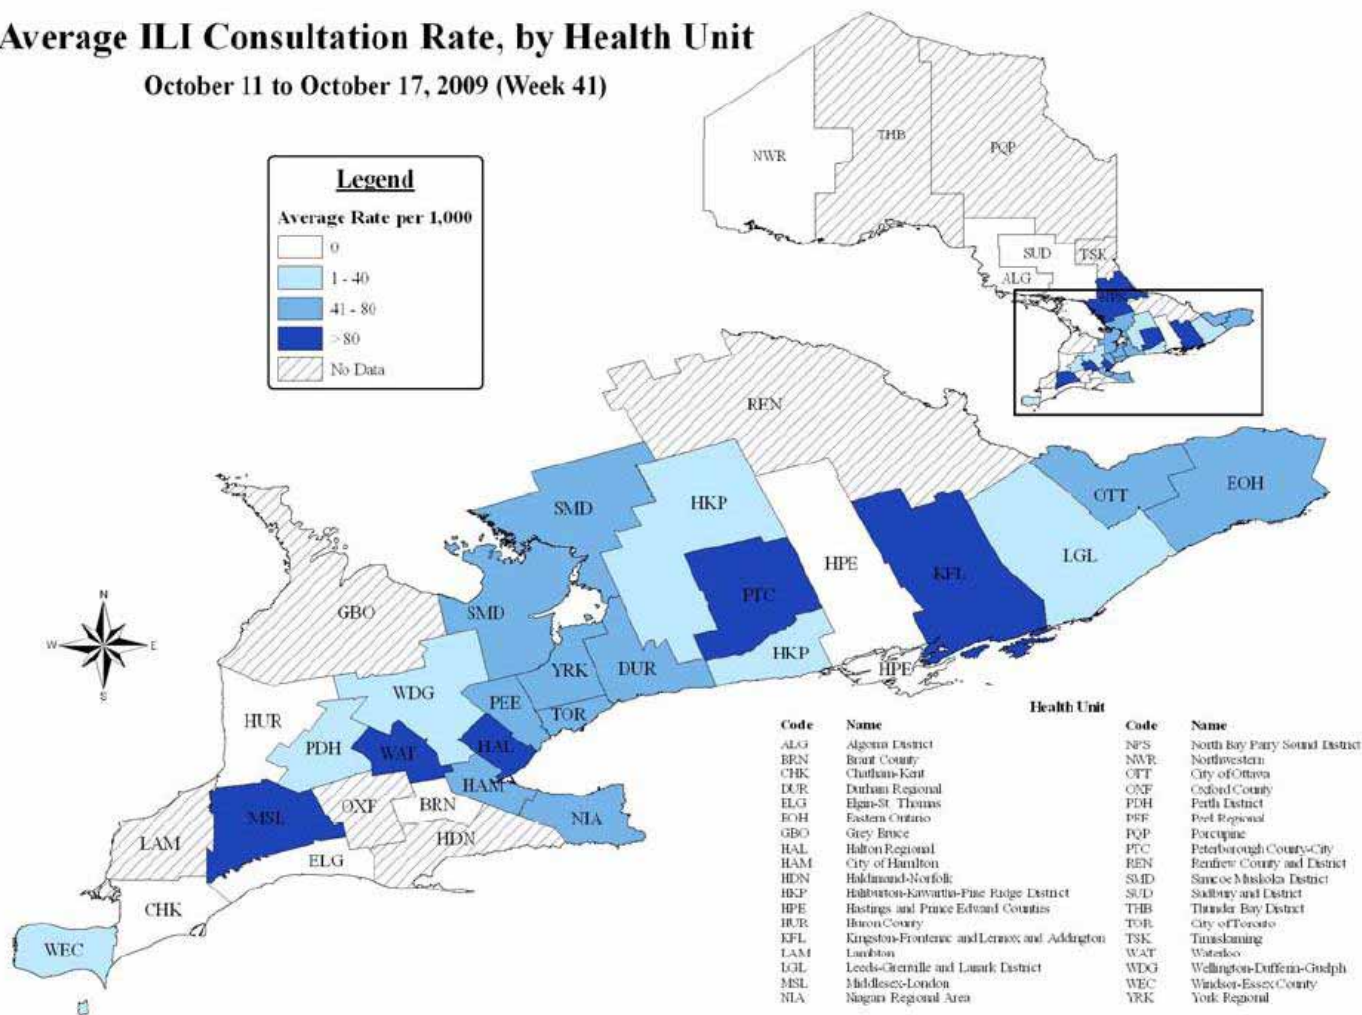 Average ILI Consultation Rate, by Health Unit
October 11 to October 17, 2009 (Week 41)
Legend
Average Rate per 1,000
0
1 - 40
41 - 80
> 80
No Data
NWR
THB
PQP
SUD
TSK
ALG
NPS
REN
SMD
HKP
OTT
EOH
HPE
KFL
LGL
PTC
GBO
SMD
YRK
DUR
HKP
HPE
WDG
PEE
TOR
HUR
PDH
WAT
HAL
HAM
MSL
OXF
BRN
NIA
LAM
HDN
ELG
CHK
WEC
N
W
E
S
Health Unit
Code Name
ALG Algoma District
BRN Brant County
CHK Chatham-Kent
DUR Durham Regional
ELG Elgin-St. Thomas
EOH Eastern Ontario
GBO Grey Bruce
HAL Halton Regional
HAM City of Hamilton
HDN Haldimand-Norfolk
HKP Haliburton-Kawartha-Pine Ridge District
HPE Hastings and Prince Edward Counties
HUR Huron County
KFL Kingston-Frontenac and Lennox and Addington
LAM Lambton
LGL Leeds-Grenville and Lanark District
MSL Middlesex-London
NIA Niagara Regional Area
Code Name
NPS North Bay Parry Sound District
NWR Northwestern
OTT City of Ottawa
OXF Oxford County
PDH Perth District
PEE Peel Regional
PQP Porcupine
PTC Peterborough County-City
REN Renfrew County and District
SMD Simcoe Muskoka District
SUD Sudbury and District
THB Thunder Bay District
TOR City of Toronto
TSK Timiskaming
WAT Waterloo
WDG Wellington-Dufferin-Guelph
WEC Windsor-Essex County
YRK York Regional